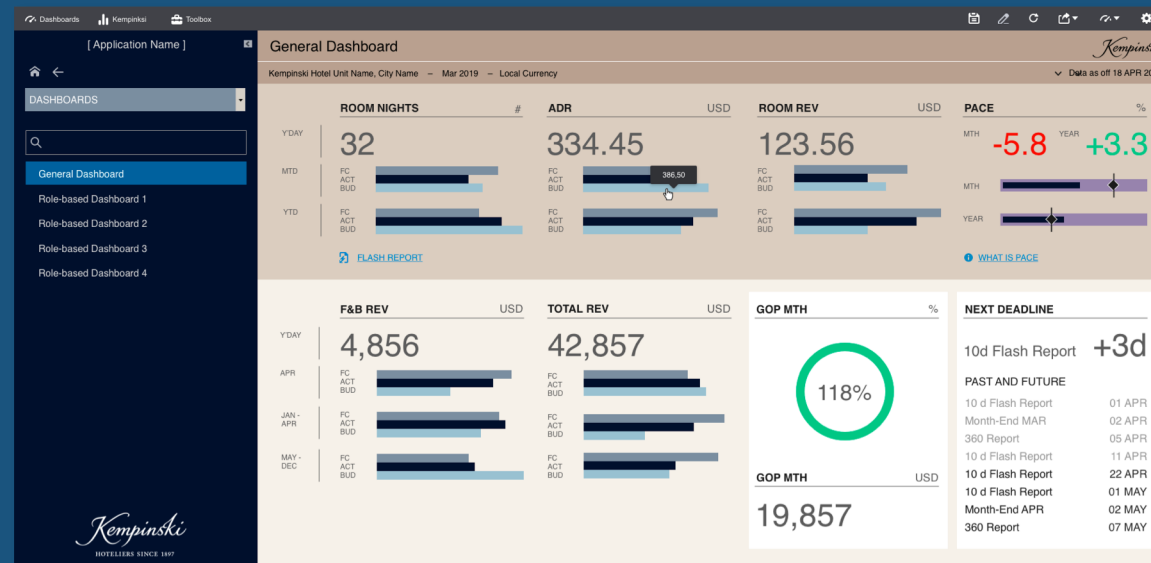 Dashboards Kempinksi Toolbox
[ Application Name ]
DASHBOARDS
General Dashboard
Role-based Dashboard 1
Role-based Dashboard 2
Role-based Dashboard 3
Role-based Dashboard 4
Kempinski
HOTELIERS SINCE 1897
General Dashboard
Kempinski Hotel Unit Name, City Name – Mar 2019 – Local Currency
Data as off 18 APR
ROOM NIGHTS #
Y'DAY
32
MTD
FC
ACT
BUD
YTD
FC
ACT
BUD
FLASH REPORT
ADR USD
334.45
386,50
FC
ACT
BUD
FC
ACT
BUD
ROOM REV USD
123.56
FC
ACT
BUD
FC
ACT
BUD
PACE %
MTH -5.8 YEAR +3.3
MTH
YEAR
WHAT IS PACE
F&B REV USD
Y'DAY
4,856
APR
FC
ACT
BUD
JAN -
APR
FC
ACT
BUD
MAY -
DEC
FC
ACT
BUD
TOTAL REV USD
42,857
FC
ACT
BUD
FC
ACT
BUD
FC
ACT
BUD
GOP MTH %
118%
GOP MTH USD
19,857
NEXT DEADLINE
10d Flash Report +3d
PAST AND FUTURE
10 d Flash Report 01 APR
Month-End MAR 02 APR
360 Report 05 APR
10 d Flash Report 11 APR
10 d Flash Report 22 APR
10 d Flash Report 01 MAY
Month-End APR 02 MAY
360 Report 07 MAY